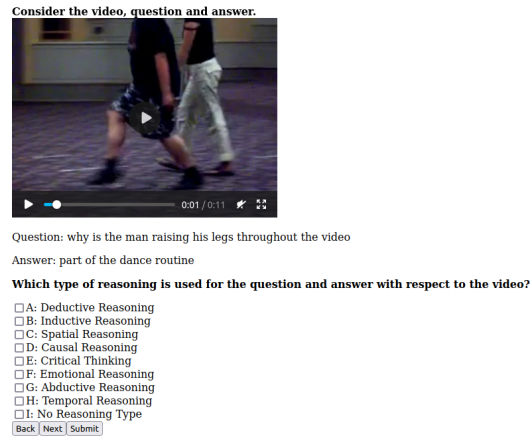 Consider the video, question and answer.
0:01 / 0:11
Question: why is the man raising his legs throughout the video
Answer: part of the dance routine
Which type of reasoning is used for the question and answer with respect to the video?
A: Deductive Reasoning
B: Inductive Reasoning
C: Spatial Reasoning
D: Causal Reasoning
E: Critical Thinking
F: Emotional Reasoning
G: Abductive Reasoning
H: Temporal Reasoning
I: No Reasoning Type
Back Next Submit